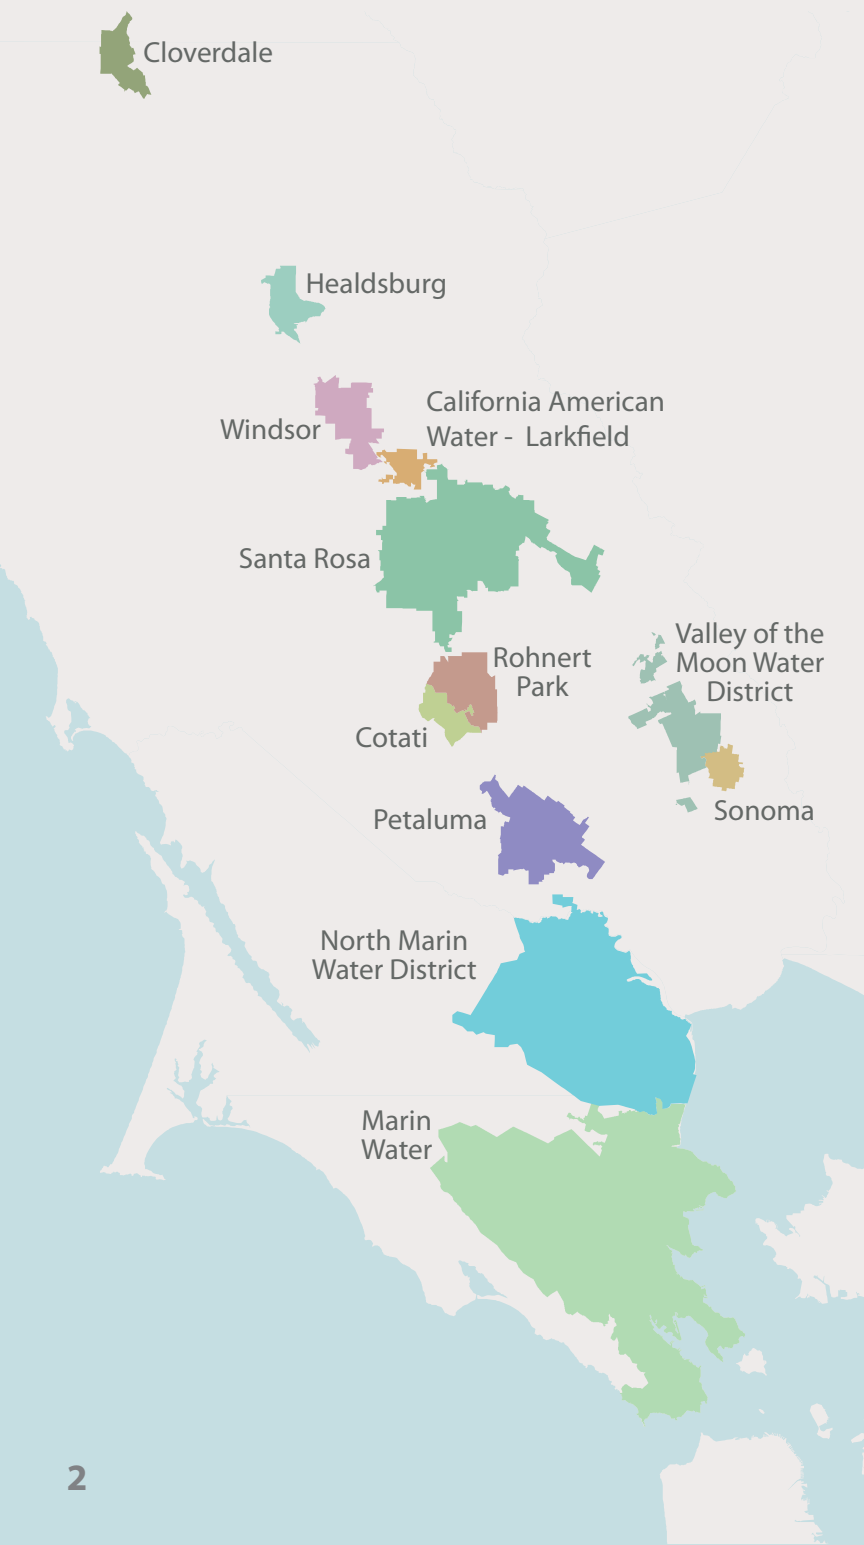 Cloverdale
Healdsburg
California American
Water -  Larkfield
Windsor
Santa Rosa
Valley of the
Moon Water
District
Rohnert
Park
Cotati
Sonoma
Petaluma
North Marin
Water District
Marin
Water
2